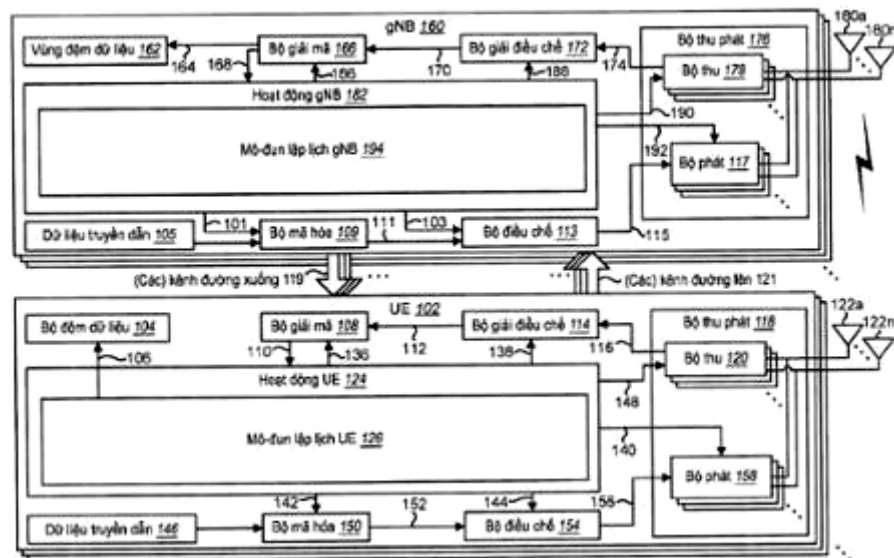 gNB 160
180a
180n
Vùng đệm dữ liệu 162
Bộ giải mã 166
Bộ giải điều chế 172
Bộ thu phát 176
164
168
186
170
188
174
Bộ thu 178
Hoạt động gNB 182
190
192
Mô-đun lập lịch gNB 194
Bộ phát 117
101
111
103
Dữ liệu truyền dẫn 105
Bộ mã hóa 109
Bộ điều chế 113
115
(Các) kênh đường xuống 119
(Các) kênh đường lên 121
UE 102
122a
122n
Bộ đệm dữ liệu 104
Bộ giải mã 108
Bộ giải điều chế 114
Bộ thu phát 118
106
110
136
112
138
116
Bộ thu 120
Hoạt động UE 124
148
Mô-đun lập lịch UE 126
140
Bộ phát 158
142
152
144
156
Dữ liệu truyền dẫn 146
Bộ mã hóa 150
Bộ điều chế 154